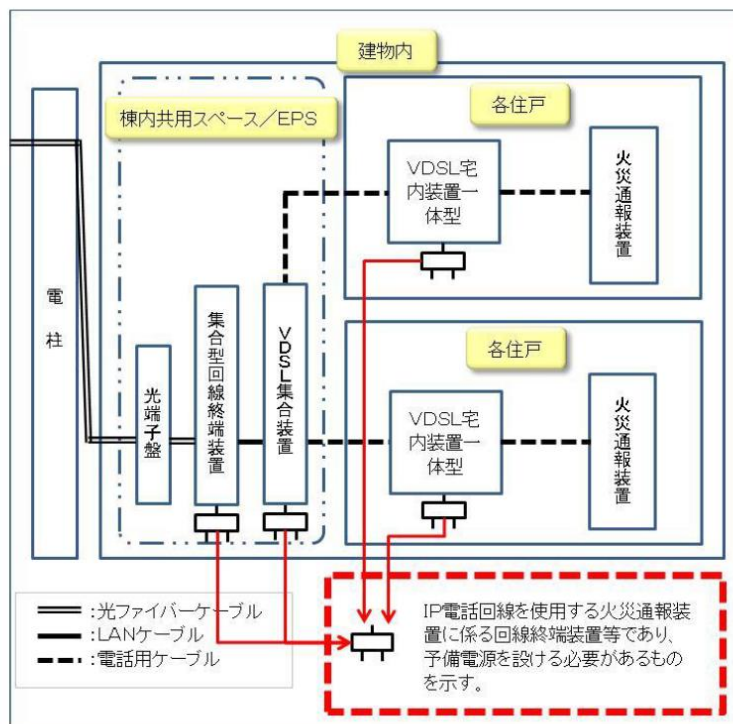 建物内
棟内共用スペース／EPS
各住戸
VDSL宅
内装置一
体型
火災通報装置
電柱
光端子盤
集合型回線終端装置
VDSL集合装置
各住戸
VDSL宅
内装置一
体型
火災通報装置
:光ファイバーケーブル
:LANケーブル
:電話用ケーブル
IP電話回線を使用する火災通報装
置に係る回線終端装置等であり、
予備電源を設ける必要があるもの
を示す。